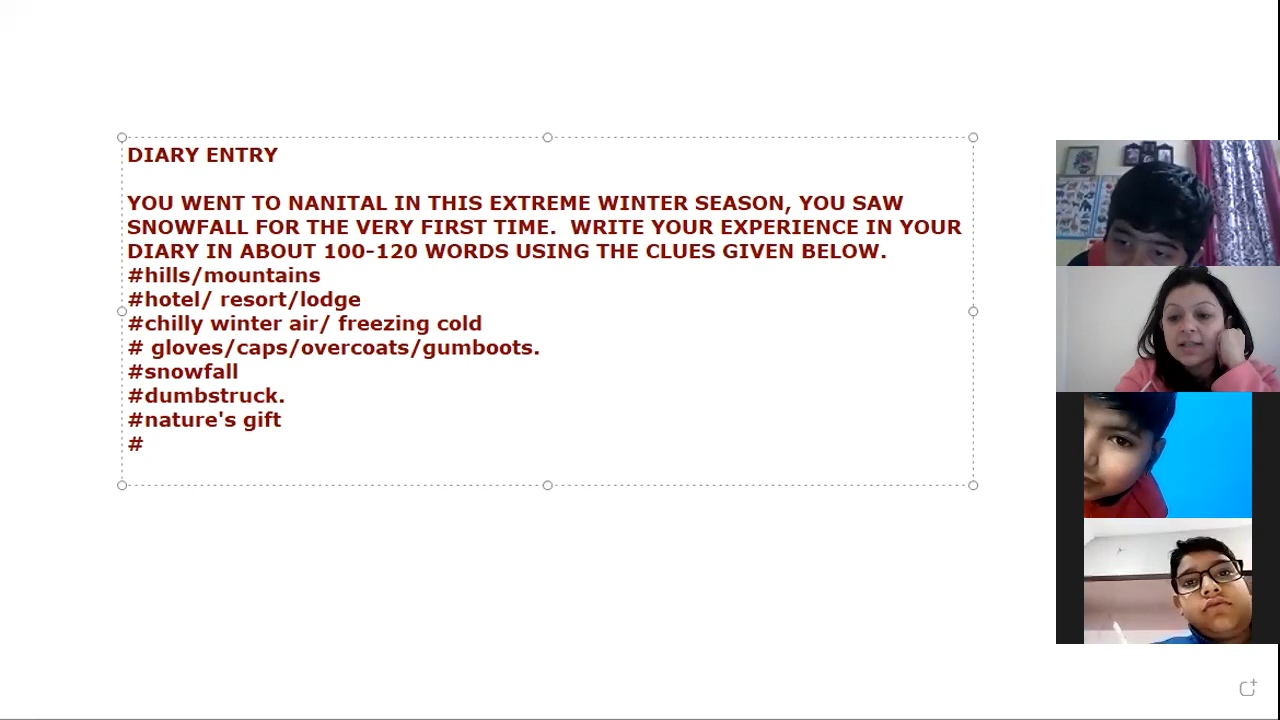 DIARY ENTRY
YOU WENT TO NANITAL IN THIS EXTREME WINTER SEASON, YOU SAW
SNOWFALL FOR THE VERY FIRST TIME.  WRITE YOUR EXPERIENCE IN YOUR
DIARY IN ABOUT 100-120 WORDS USING THE CLUES GIVEN BELOW.
#hills/mountains
#hotel/ resort/lodge
#chilly winter air/ freezing cold
# gloves/caps/overcoats/gumboots.
#snowfall
#dumbstruck.
#nature's gift
#